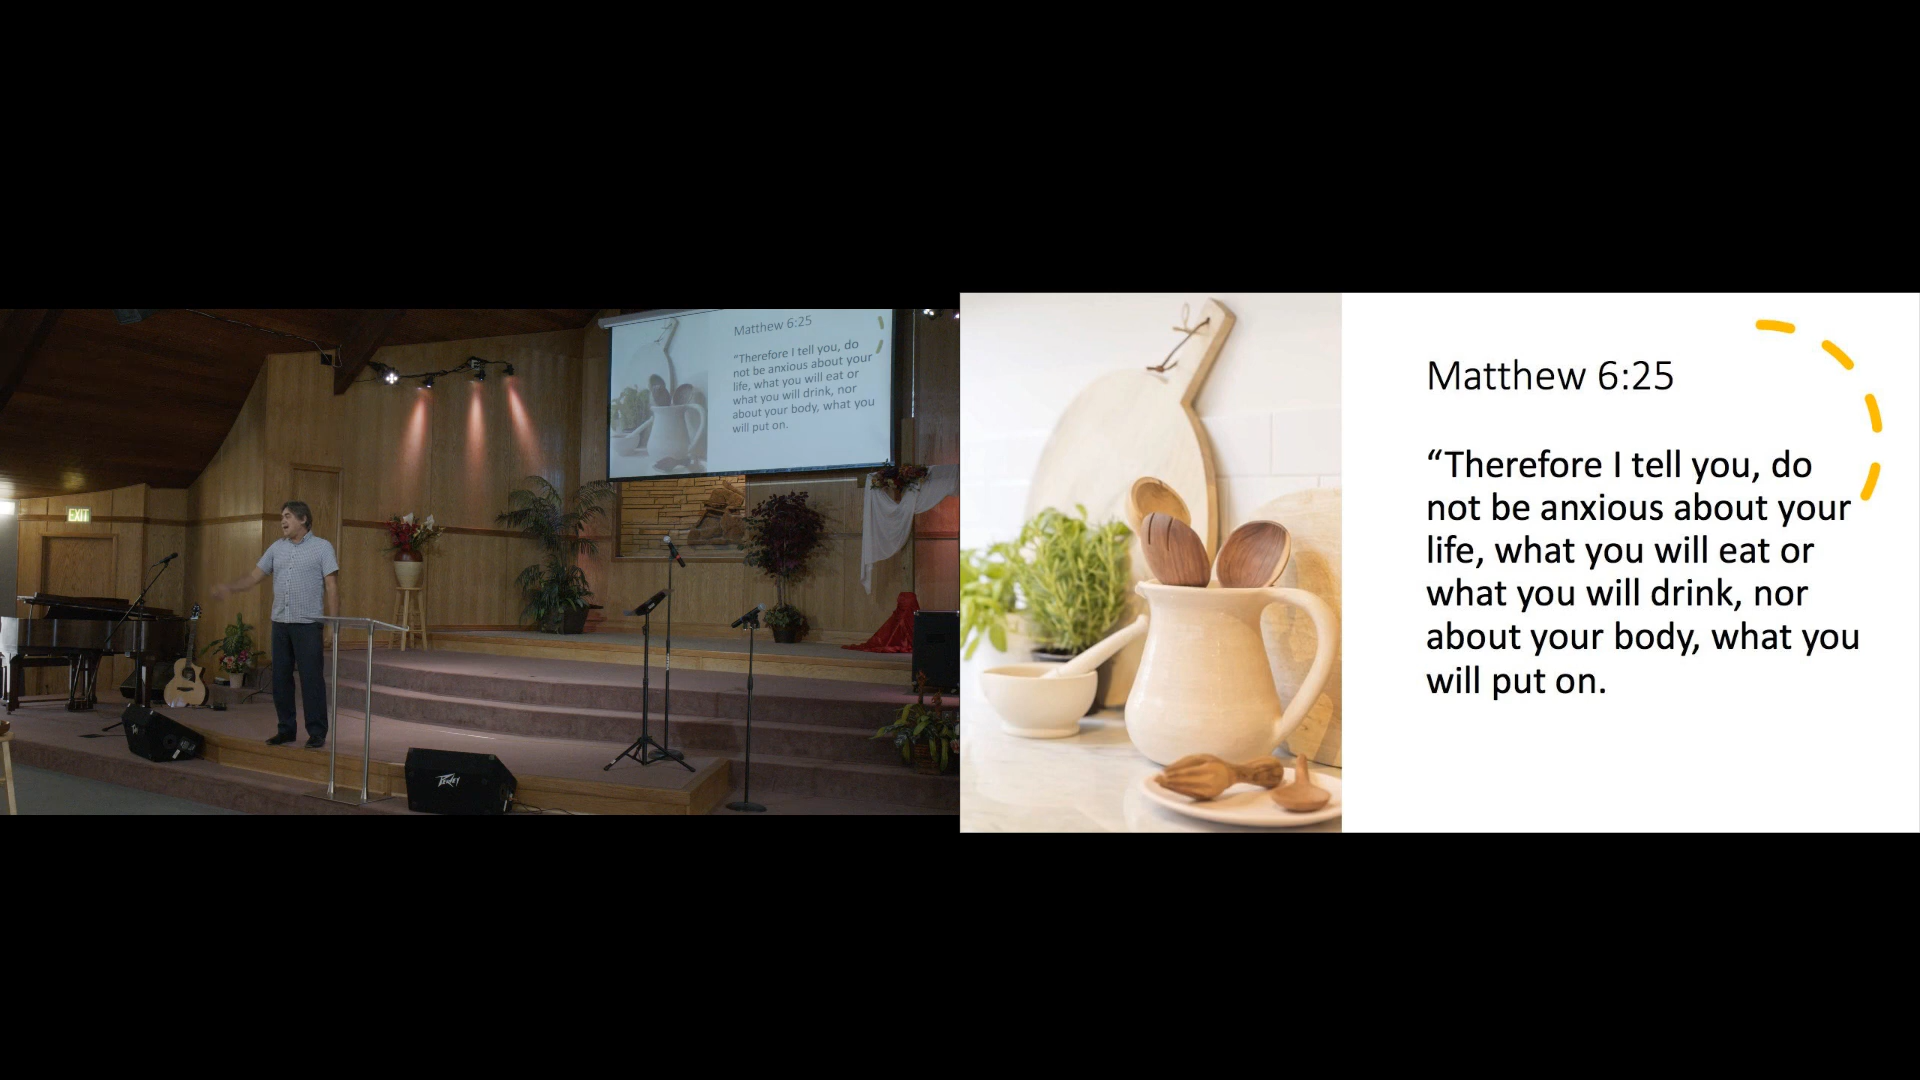 EXIT
PEAVEY
Matthew 6:25
“Therefore I tell you, do
not be anxious about your
life, what you will eat or
what you will drink, nor
about your body, what you
will put on.
Matthew 6:25
“Therefore I tell you, do
not be anxious about your
life, what you will eat or
what you will drink, nor
about your body, what you
will put on.